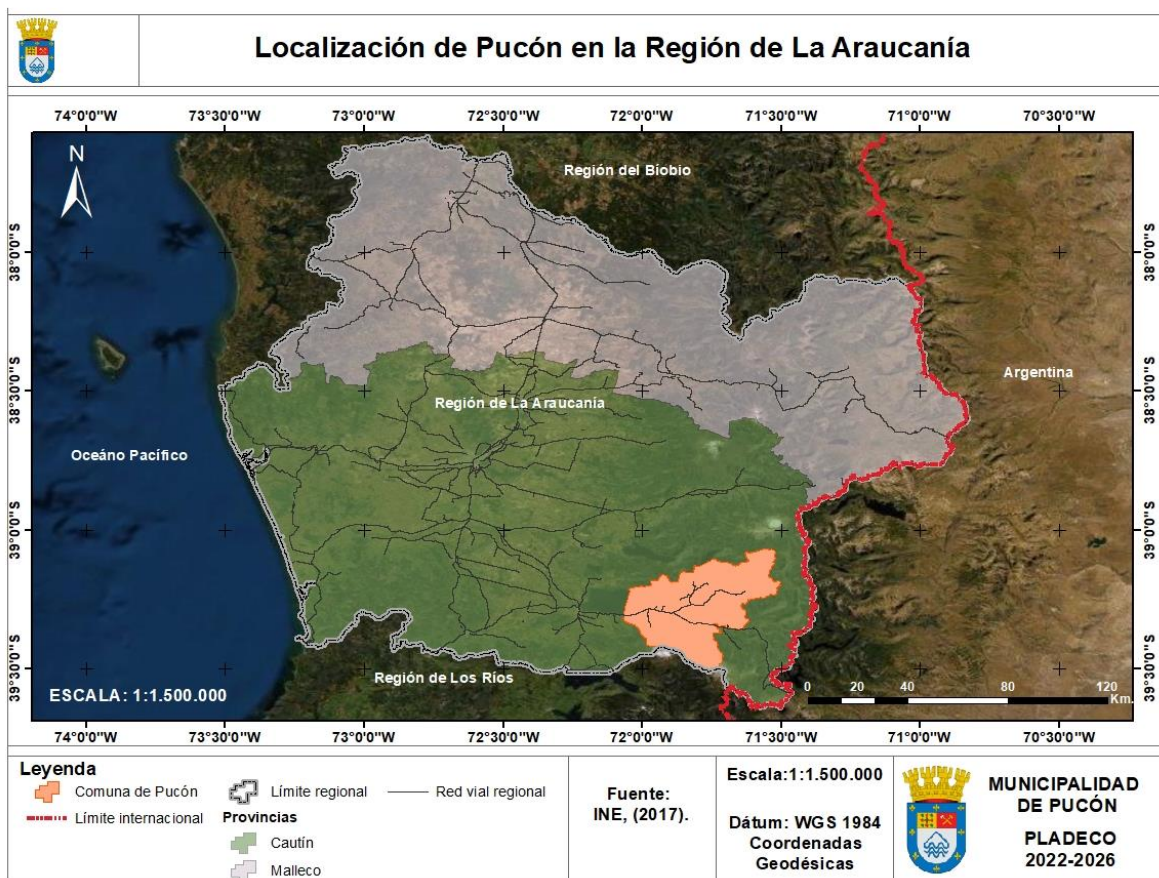 Localización de Pucón en la Región de La Araucanía
74°0'0"W 73°30'0"W 73°0'0"W 72°30'0"W 72°0'0"W 71°30'0"W 71°0'0"W 70°30'0"W
N
Región del Biobio
38°0'0"S 38°0'0"S
Argentina
38°30'0"S 38°30'0"S
Región de La Araucanía
Oceáno Pacífico
39°0'0"S 39°0'0"S
39°30'0"S 39°30'0"S
Región de Los Ríos
ESCALA: 1:1.500.000
0 20 40 80 120
Km.
74°0'0"W 73°30'0"W 73°0'0"W 72°30'0"W 72°0'0"W 71°30'0"W 71°0'0"W 70°30'0"W
Leyenda
Comuna de Pucón
Límite internacional
Límite regional
Red vial regional
Provincias
Cautín
Malleco
Fuente:
INE, (2017).
Escala:1:1.500.000
Dátum: WGS 1984
Coordenadas
Geodésicas
MUNICIPALIDAD
DE PUCÓN
PLADECO
2022-2026